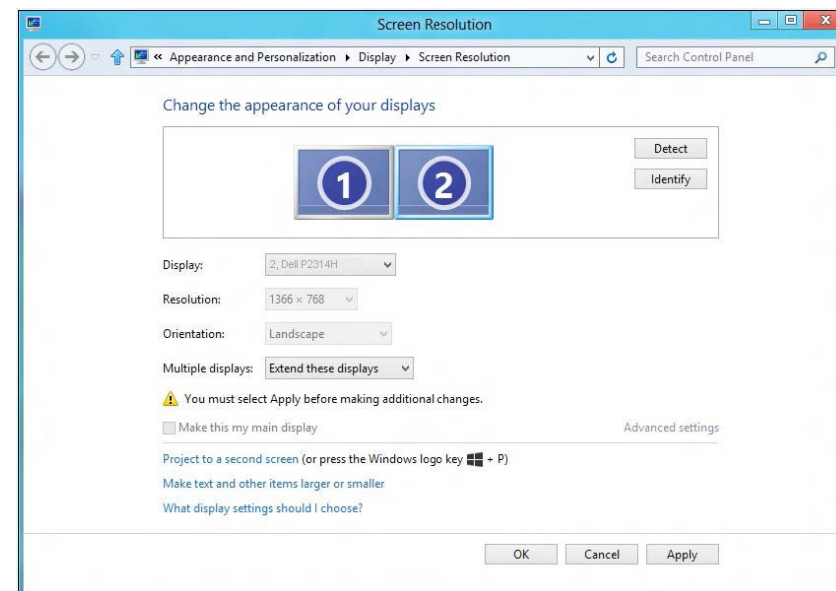 Screen Resolution
« Appearance and Personalization Display Screen Resolution Search Control Panel
Change the appearance of your displays
1 2
Detect
Identify
Display: 2, Dell P2314H
Resolution: 1366 × 768
Orientation: Landscape
Multiple displays: Extend these displays
You must select Apply before making additional changes.
Make this my main display Advanced settings
Project to a second screen (or press the Windows logo key + P)
Make text and other items larger or smaller
What display settings should I choose?
OK Cancel Apply